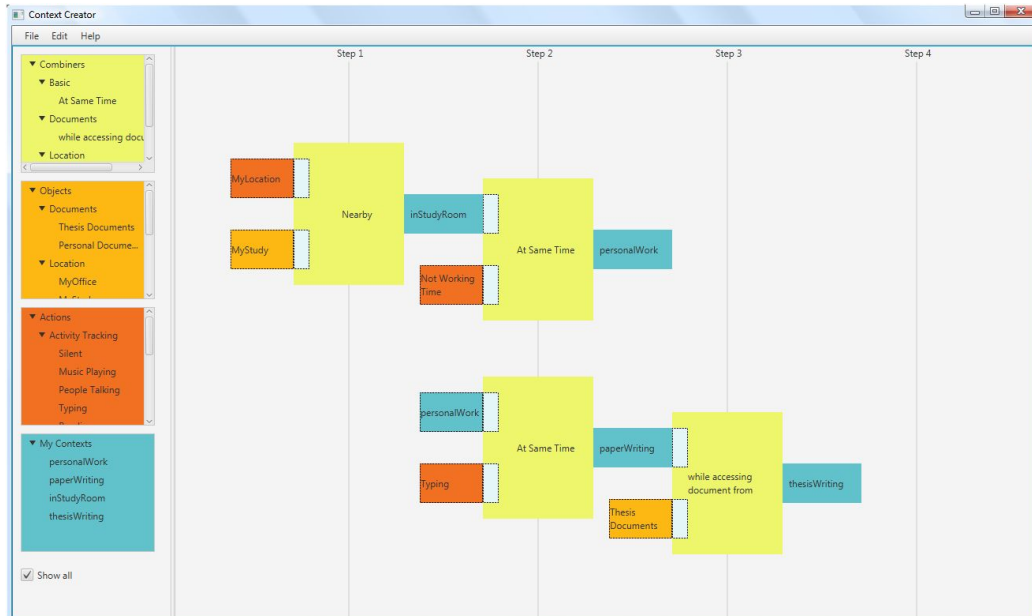 Context Creator
File Edit Help
Combiners
Basic
At Same Time
Documents
while accessing docu
Location
Objects
Documents
Thesis Documents
Personal Docume...
Location
MyOffice
Actions
Activity Tracking
Silent
Music Playing
People Talking
Typing
My Contexts
personalWork
paperWriting
inStudyRoom
thesisWriting
Show all
Step 1 Step 2 Step 3 Step 4
MyLocation
MyStudy
Nearby
inStudyRoom
Not Working
Time
At Same Time
personalWork
personalWork
Typing
At Same Time
paperWriting
Thesis
Documents
while accessing
document from
thesisWriting